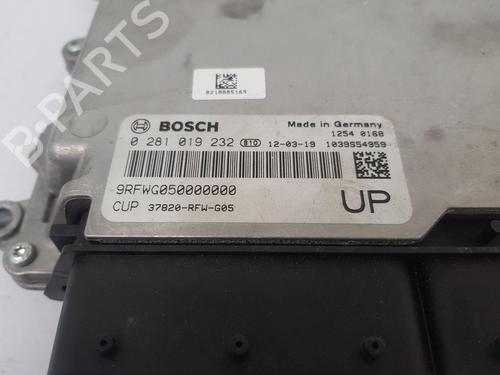 B-PARTS
0218885169
BOSCH Made in Germany
1254 0168
0 281 019 232 B10 12-03-19 1039S54959
9RFWG050000000
CUP 37820-RFW-G05
UP